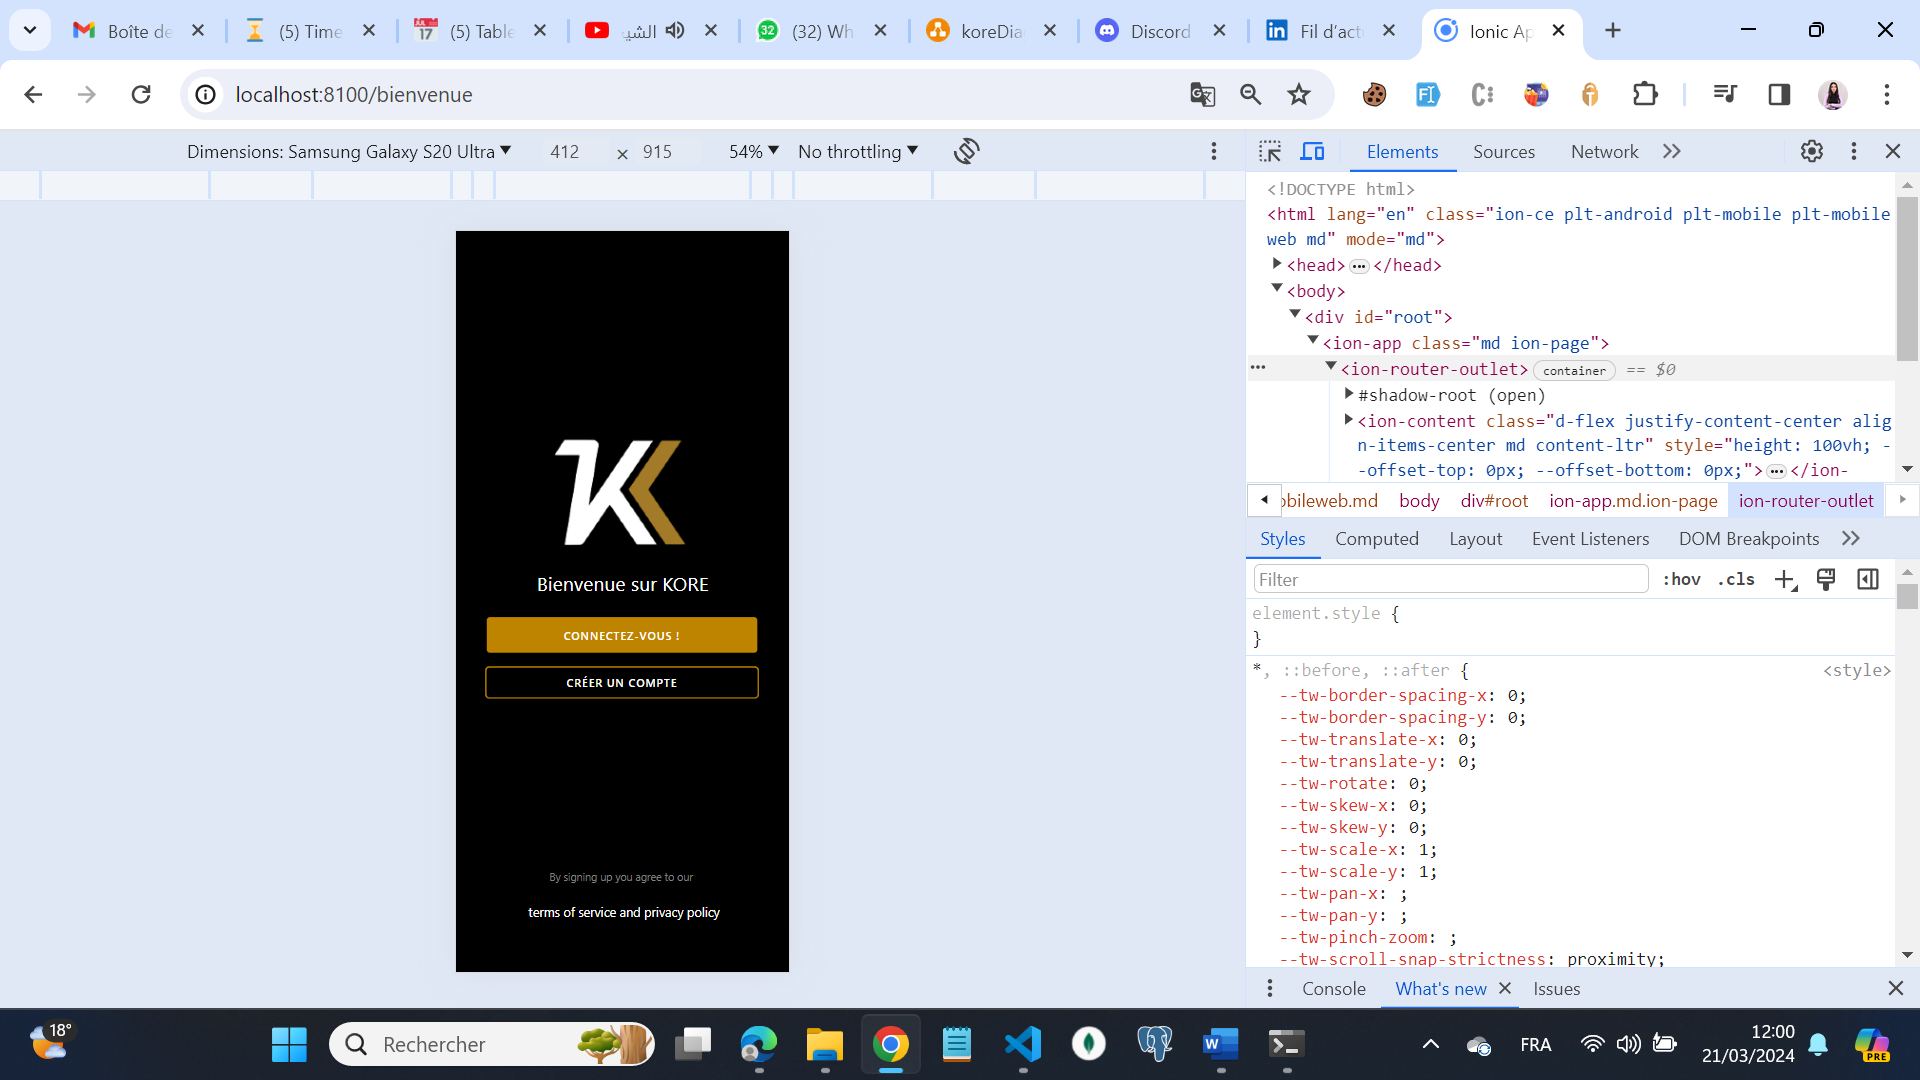 Boîte de
(5) Time
JUL 17
(5) Table
الشي
32
(32) Wh
koreDia
Discord
Fil d'act
Ionic Ap
localhost:8100/bienvenue
Dimensions: Samsung Galaxy S20 Ultra
412
×
915
54%
No throttling
Elements
Sources
Network
<!DOCTYPE html>
<html lang="en" class="ion-ce plt-android plt-mobile plt-mobile
web md" mode="md">
<head>
</head>
<body>
<div id="root">
<ion-app class="md ion-page">
<ion-router-outlet>
container
== $0
#shadow-root (open)
<ion-content class="d-flex justify-content-center alig
n-items-center md content-ltr" style="height: 100vh; -
-offset-top: 0px; --offset-bottom: 0px;">
</ion-
obileweb.md
body
div#root
ion-app.md.ion-page
ion-router-outlet
Styles
Computed
Layout
Event Listeners
DOM Breakpoints
Filter
:hov
.cls
element.style {
}
*, ::before, ::after {
<style>
--tw-border-spacing-x: 0;
--tw-border-spacing-y: 0;
--tw-translate-x: 0;
--tw-translate-y: 0;
--tw-rotate: 0;
--tw-skew-x: 0;
--tw-skew-y: 0;
--tw-scale-x: 1;
--tw-scale-y: 1;
--tw-pan-x: ;
--tw-pan-y: ;
--tw-pinch-zoom: ;
--tw-scroll-snap-strictness: proximity;
Console
What's new
Issues
Bienvenue sur KORE
CONNECTEZ-VOUS !
CRÉER UN COMPTE
By signing up you agree to our
terms of service and privacy policy
18°
Rechercher
FRA
12:00
21/03/2024
PRE